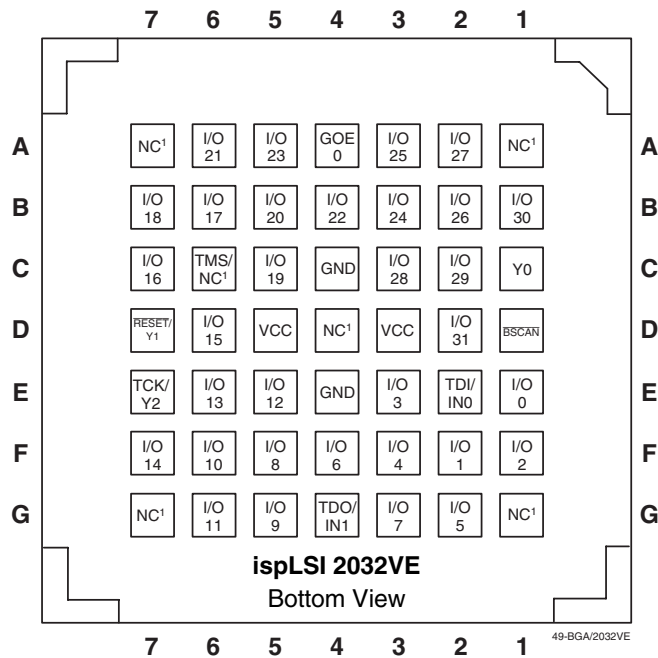 7 6 5 4 3 2 1
A NC¹ I/O 21 I/O 23 GOE 0 I/O 25 I/O 27 NC¹ A
B I/O 18 I/O 17 I/O 20 I/O 22 I/O 24 I/O 26 I/O 30 B
C I/O 16 TMS/ NC¹ I/O 19 GND I/O 28 I/O 29 Y0 C
D RESET/ Y1 I/O 15 VCC NC¹ VCC I/O 31 BSCAN D
E TCK/ Y2 I/O 13 I/O 12 GND I/O 3 TDI/ IN0 I/O 0 E
F I/O 14 I/O 10 I/O 8 I/O 6 I/O 4 I/O 1 I/O 2 F
G NC¹ I/O 11 I/O 9 TDO/ IN1 I/O 7 I/O 5 NC¹ G
ispLSI 2032VE
Bottom View
49-BGA/2032VE
7 6 5 4 3 2 1